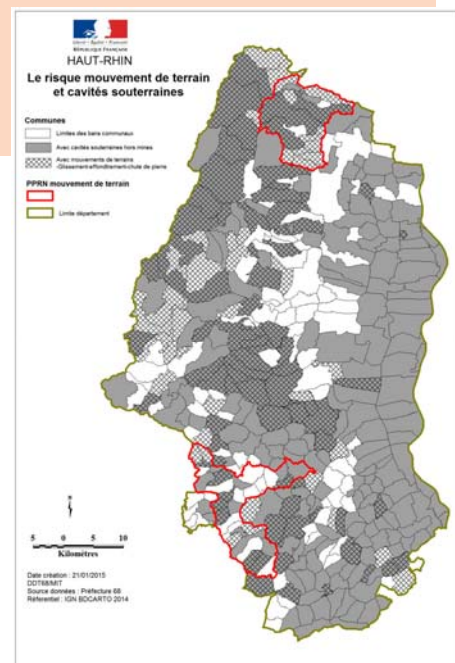 Liberté • Égalité • Fraternité
RÉPUBLIQUE FRANÇAISE
HAUT-RHIN
Le risque mouvement de terrain
et cavités souterraines
Communes
Limites des bans communaux
Avec cavités souterraines hors mines
Avec mouvements de terrains
-Glissement-effondrement-chute de pierre
PPRN mouvement de terrain
Limite département
5 0 5 10
Kilomètres
Date création : 21/01/2015
DDT68/MIT
Source données : Préfecture 68
Référentiel : IGN BDCARTO 2014